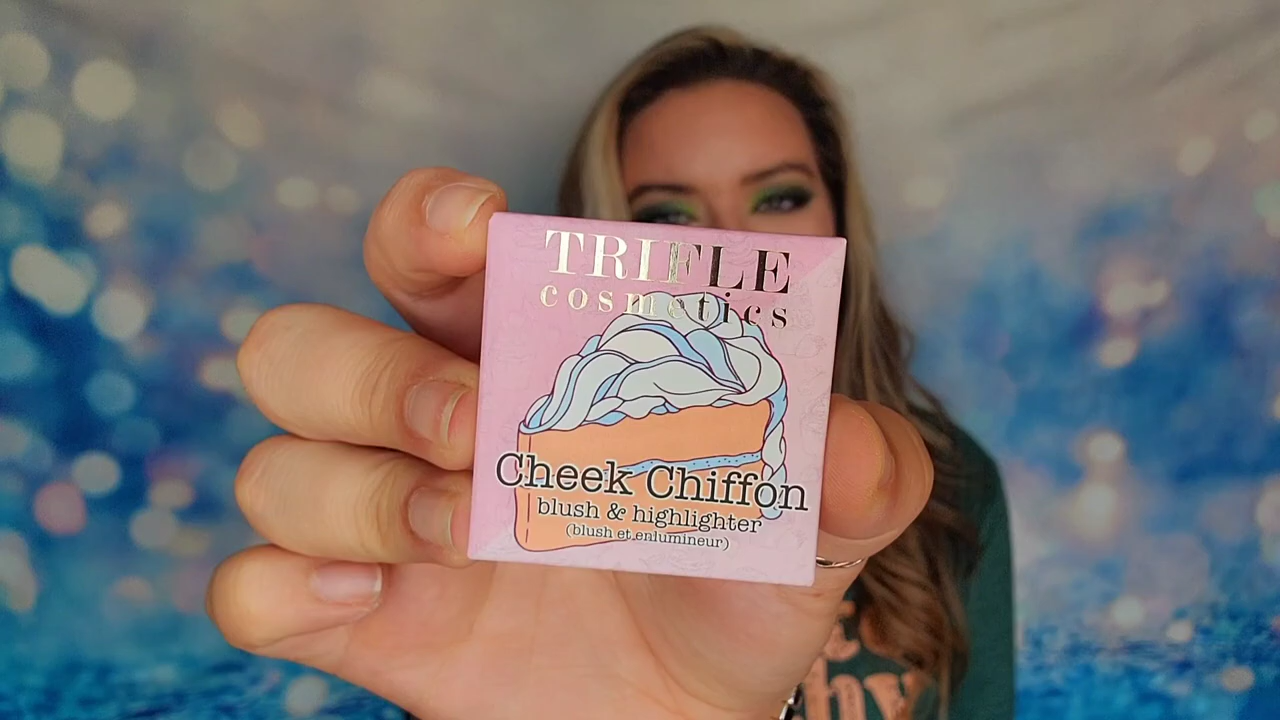 TRIFLE
cosmetics
Cheek Chiffon
blush & highlighter
(blush et enlumineur)